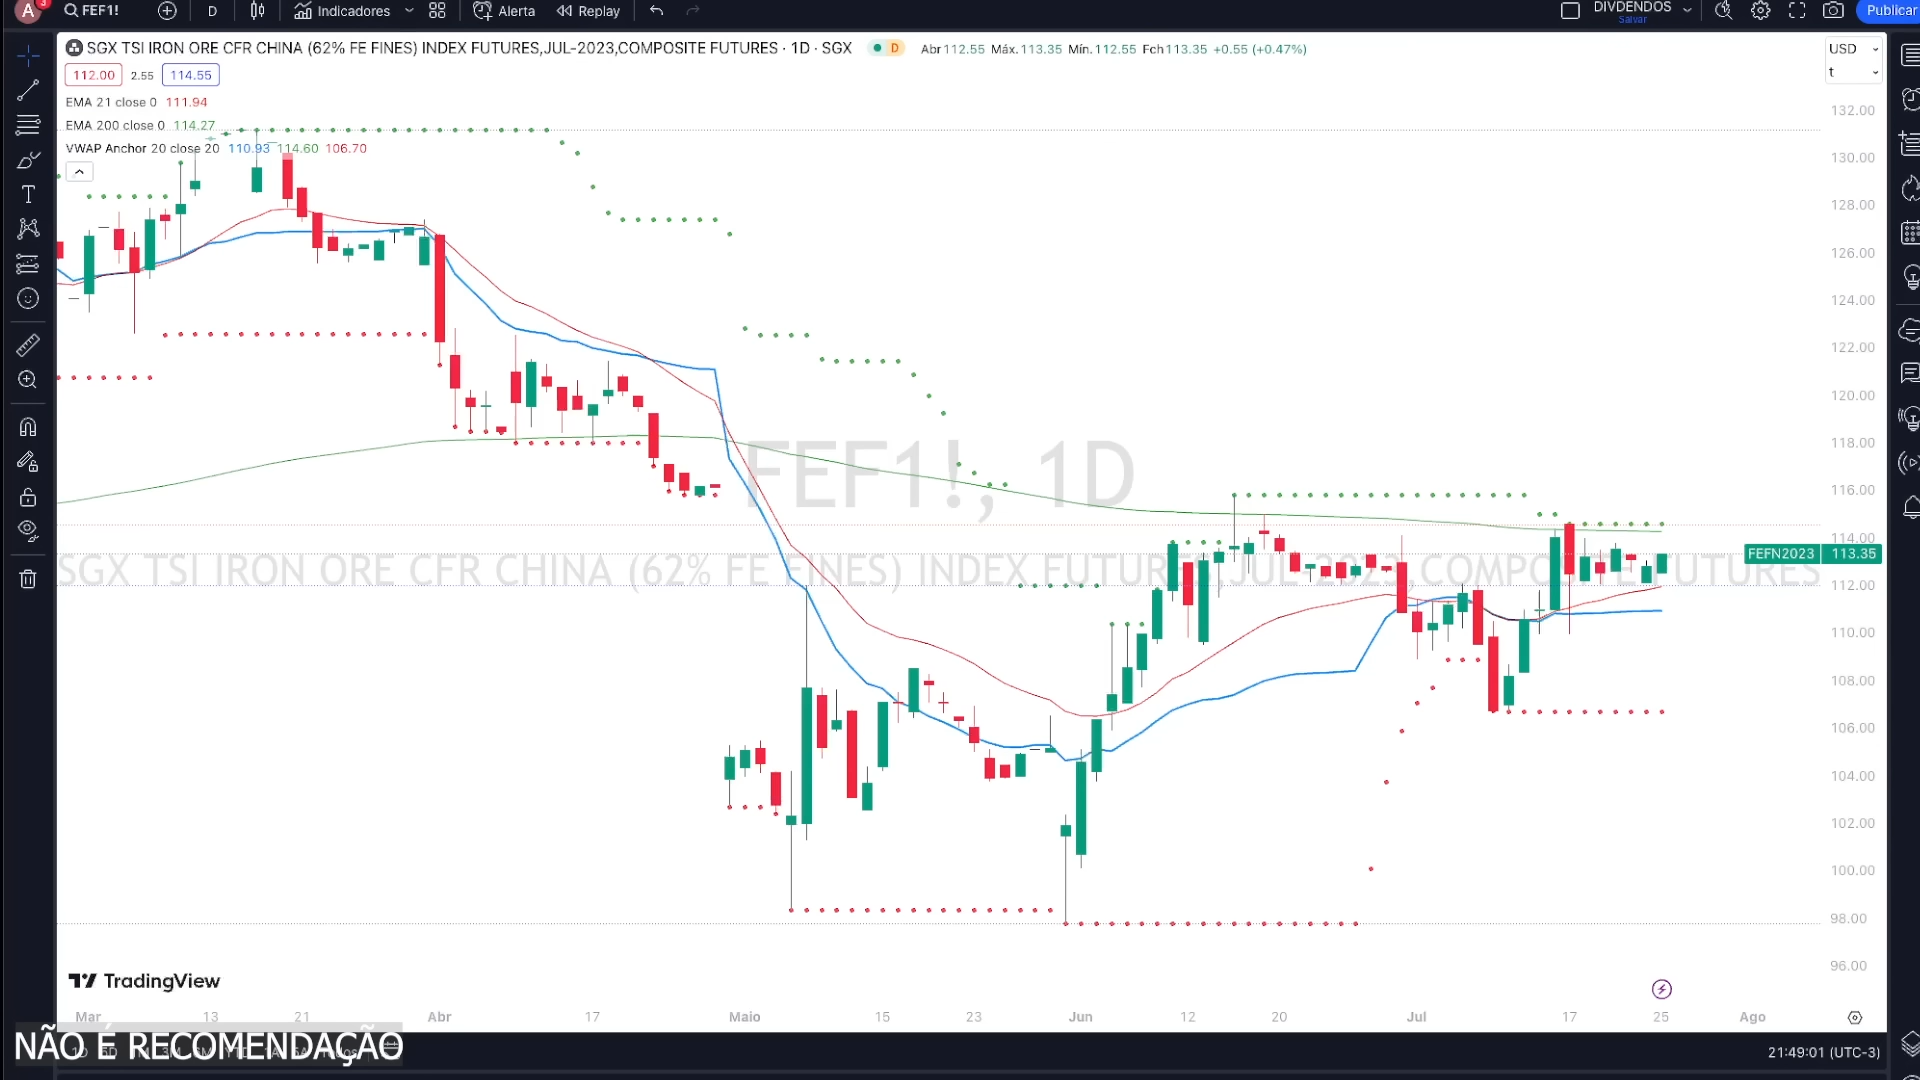 A 3 FEF1! D Indicadores Alerta Replay DIVDENDOS Salvar Publicar
SGX TSI IRON ORE CFR CHINA (62% FE FINES) INDEX FUTURES,JUL-2023,COMPOSITE FUTURES · 1D · SGX D Abr112.55 Máx.113.35 Mín.112.55 Fch113.35 +0.55 (+0.47%)
USD
t
112.00 2.55 114.55
EMA 21 close 0 111.94
EMA 200 close 0 114.27
VWAP Anchor 20 close 20 110.93 114.60 106.70
132.00
130.00
128.00
126.00
124.00
122.00
120.00
118.00
116.00
114.00
112.00
110.00
108.00
106.00
104.00
102.00
100.00
98.00
96.00
FEF1!, 1D
SGX TSI IRON ORE CFR CHINA (62% FE FINES) INDEX FUTURES, JUL-2023, COMPOSITE FUTURES
FEFN2023 113.35
TradingView
Mar 13 21 Abr 17 Maio 15 23 Jun 12 20 Jul 17 25 Ago
NÃO É RECOMENDAÇÃO
21:49:01 (UTC-3)